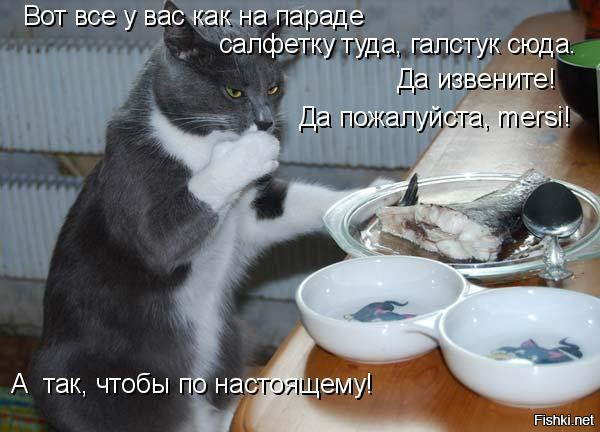 Вот все у вас как на параде
салфетку туда, галстук сюда.
Да извените!
Да пожалуйста, mersi!
А так, чтобы по настоящему!
Fishki.net